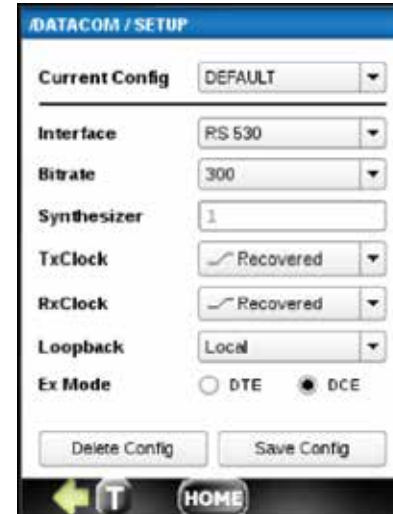 /DATACOM / SETUP
Current Config DEFAULT
Interface RS 530
Bitrate 300
Synthesizer 1
TxClock Recovered
RxClock Recovered
Loopback Local
Ex Mode DTE DCE
Delete Config Save Config
T HOME